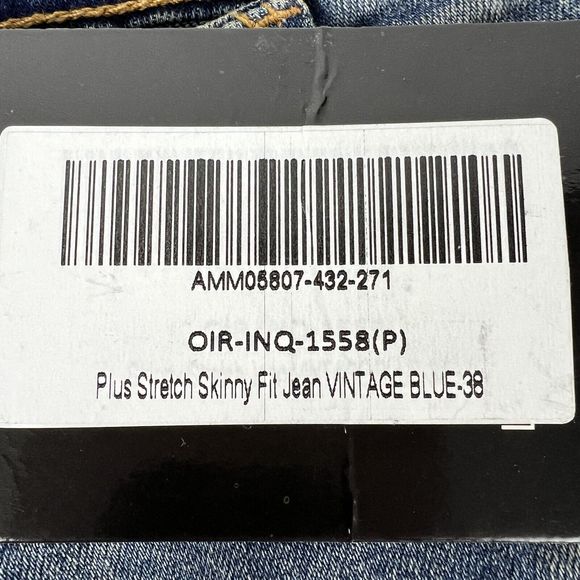 AMM05807-432-271
OIR-INQ-1558(P)
Plus Stretch Skinny Fit Jean VINTAGE BLUE-38